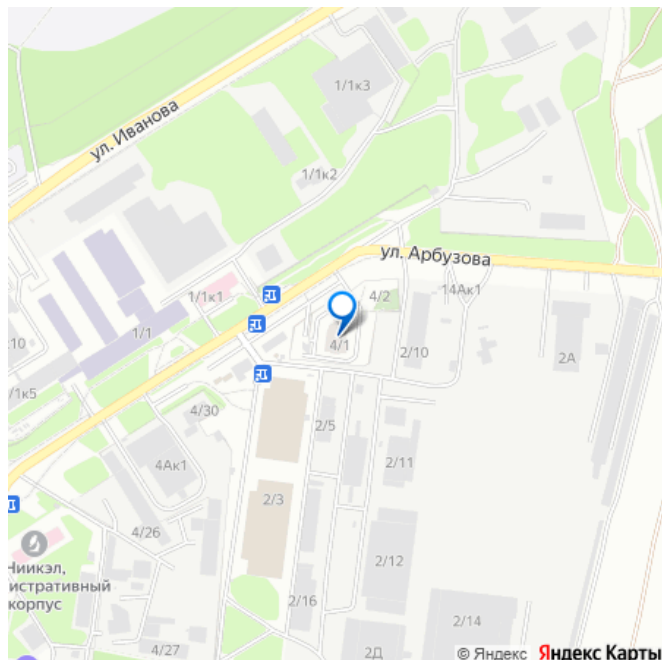 1/1к3
ул. Иванова
1/1к2
ул. Арбузова
1/1к1
4/2
14Ак1
1/1
к10
4/1
2/10
2А
/1к5
4/30
2/5
4Ак1
2/11
2/3
4/26
Ниикэл,
истративный
корпус
2/12
2/16
2/14
4/27
2Д
© Яндекс Яндекс Карты